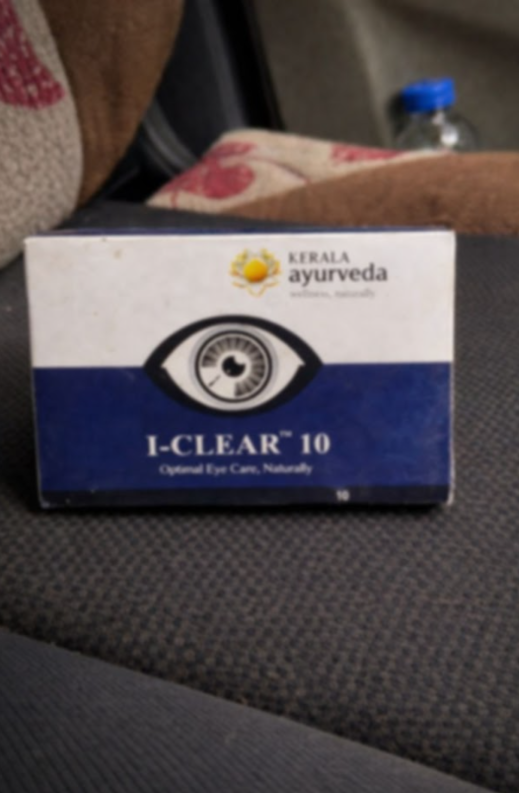 KERALA
ayurveda
wellness, naturally
I-CLEAR™ 10
Optimal Eye Care, Naturally
10